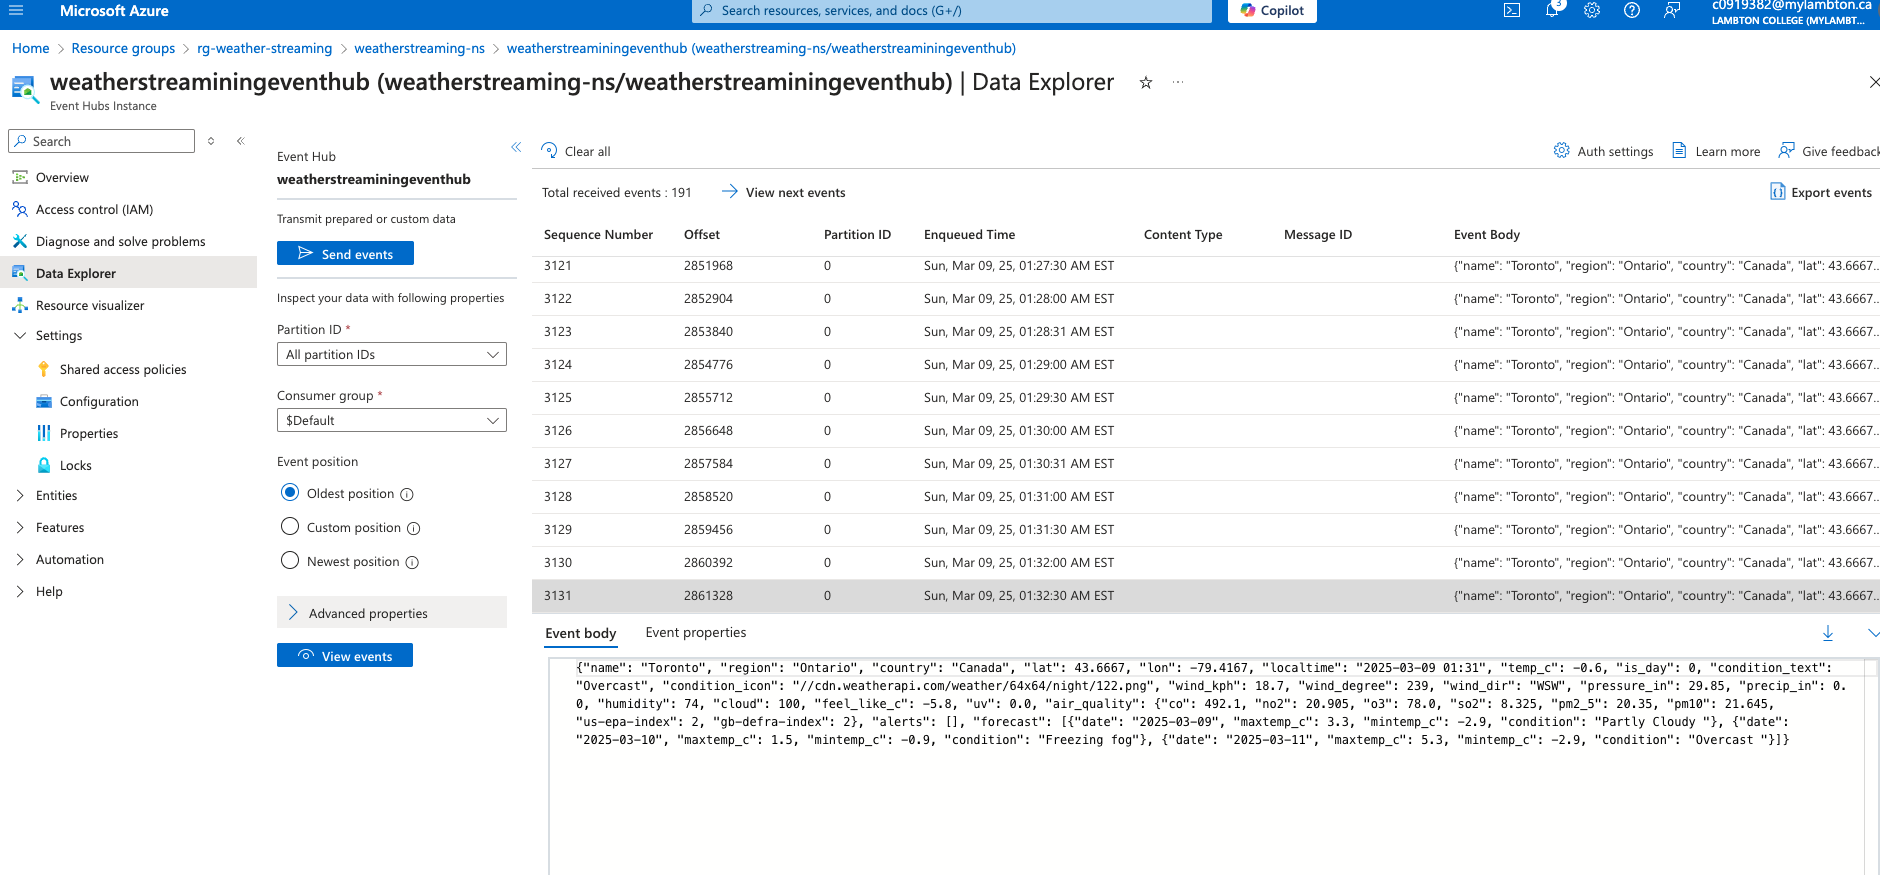 Microsoft Azure
Search resources, services, and docs (G+/)
Copilot
3
c0919382@mylambton.ca
LAMBTON COLLEGE (MYLAMBT...
Home > Resource groups > rg-weather-streaming > weatherstreaming-ns > weatherstreaminingeventhub (weatherstreaming-ns/weatherstreaminingeventhub)
weatherstreaminingeventhub (weatherstreaming-ns/weatherstreaminingeventhub) | Data Explorer
Event Hubs Instance
Search
Overview
Access control (IAM)
Diagnose and solve problems
Data Explorer
Resource visualizer
Settings
Shared access policies
Configuration
Properties
Locks
Entities
Features
Automation
Help
Event Hub
weatherstreaminingeventhub
Transmit prepared or custom data
Send events
Inspect your data with following properties
Partition ID *
All partition IDs
Consumer group *
$Default
Event position
Oldest position
Custom position
Newest position
Advanced properties
View events
Clear all
Auth settings
Learn more
Give feedback
Total received events : 191
View next events
Export events
Sequence Number Offset Partition ID Enqueued Time Content Type Message ID Event Body
3121 2851968 0 Sun, Mar 09, 25, 01:27:30 AM EST {"name": "Toronto", "region": "Ontario", "country": "Canada", "lat": 43.6667...
3122 2852904 0 Sun, Mar 09, 25, 01:28:00 AM EST {"name": "Toronto", "region": "Ontario", "country": "Canada", "lat": 43.6667...
3123 2853840 0 Sun, Mar 09, 25, 01:28:31 AM EST {"name": "Toronto", "region": "Ontario", "country": "Canada", "lat": 43.6667...
3124 2854776 0 Sun, Mar 09, 25, 01:29:00 AM EST {"name": "Toronto", "region": "Ontario", "country": "Canada", "lat": 43.6667...
3125 2855712 0 Sun, Mar 09, 25, 01:29:30 AM EST {"name": "Toronto", "region": "Ontario", "country": "Canada", "lat": 43.6667...
3126 2856648 0 Sun, Mar 09, 25, 01:30:00 AM EST {"name": "Toronto", "region": "Ontario", "country": "Canada", "lat": 43.6667...
3127 2857584 0 Sun, Mar 09, 25, 01:30:31 AM EST {"name": "Toronto", "region": "Ontario", "country": "Canada", "lat": 43.6667...
3128 2858520 0 Sun, Mar 09, 25, 01:31:00 AM EST {"name": "Toronto", "region": "Ontario", "country": "Canada", "lat": 43.6667...
3129 2859456 0 Sun, Mar 09, 25, 01:31:30 AM EST {"name": "Toronto", "region": "Ontario", "country": "Canada", "lat": 43.6667...
3130 2860392 0 Sun, Mar 09, 25, 01:32:00 AM EST {"name": "Toronto", "region": "Ontario", "country": "Canada", "lat": 43.6667...
3131 2861328 0 Sun, Mar 09, 25, 01:32:30 AM EST {"name": "Toronto", "region": "Ontario", "country": "Canada", "lat": 43.6667...
Event body Event properties
{"name": "Toronto", "region": "Ontario", "country": "Canada", "lat": 43.6667, "lon": -79.4167, "localtime": "2025-03-09 01:31", "temp_c": -0.6, "is_day": 0, "condition_text":
"Overcast", "condition_icon": "//cdn.weatherapi.com/weather/64x64/night/122.png", "wind_kph": 18.7, "wind_degree": 239, "wind_dir": "WSW", "pressure_in": 29.85, "precip_in": 0.
0, "humidity": 74, "cloud": 100, "feel_like_c": -5.8, "uv": 0.0, "air_quality": {"co": 492.1, "no2": 20.905, "o3": 78.0, "so2": 8.325, "pm2_5": 20.35, "pm10": 21.645,
"us-epa-index": 2, "gb-defra-index": 2}, "alerts": [], "forecast": [{"date": "2025-03-09", "maxtemp_c": 3.3, "mintemp_c": -2.9, "condition": "Partly Cloudy "}, {"date":
"2025-03-10", "maxtemp_c": 1.5, "mintemp_c": -0.9, "condition": "Freezing fog"}, {"date": "2025-03-11", "maxtemp_c": 5.3, "mintemp_c": -2.9, "condition": "Overcast "}]}